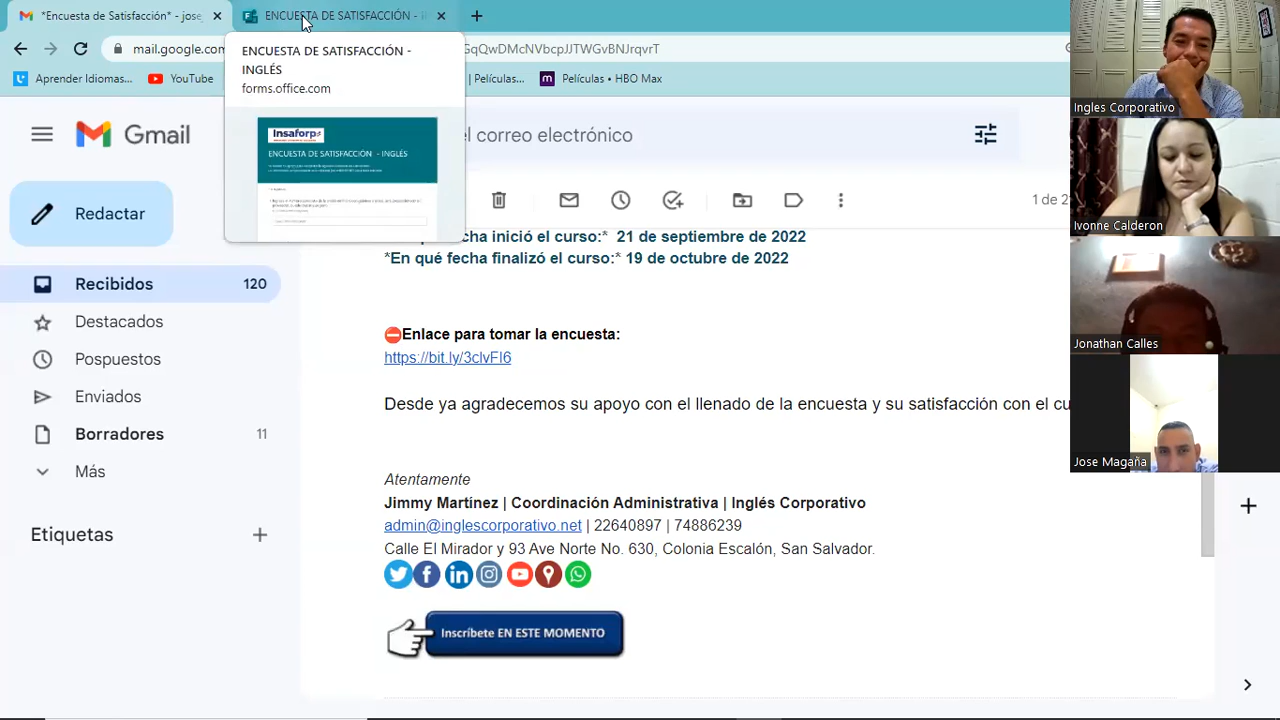 *Encuesta de Satisfacción* - jose
ENCUESTA DE SATISFACCIÓN - I
mail.google.com
GqQwDWcNVtLpJJTWGvBNJrqvrT
Aprender Idiomas...
YouTube
| Películas...
Películas • HBO Max
ENCUESTA DE SATISFACCIÓN -
INGLÉS
forms.office.com
Insaforp
ENCUESTA DE SATISFACCIÓN - INGLÉS
Gmail
el correo electrónico
Redactar
1 de 2
Recibidos 120
Destacados
Pospuestos
Enviados
Borradores 11
Más
Etiquetas
cha inició el curso:* 21 de septiembre de 2022
*En qué fecha finalizó el curso:* 19 de octubre de 2022
Enlace para tomar la encuesta:
https://bit.ly/3clvFI6
Desde ya agradecemos su apoyo con el llenado de la encuesta y su satisfacción con el cu
Atentamente
Jimmy Martínez | Coordinación Administrativa | Inglés Corporativo
admin@inglescorporativo.net | 22640897 | 74886239
Calle El Mirador y 93 Ave Norte No. 630, Colonia Escalón, San Salvador.
Inscríbete EN ESTE MOMENTO
Ingles Corporativo
Ivonne Calderon
Jonathan Calles
Jose Magaña